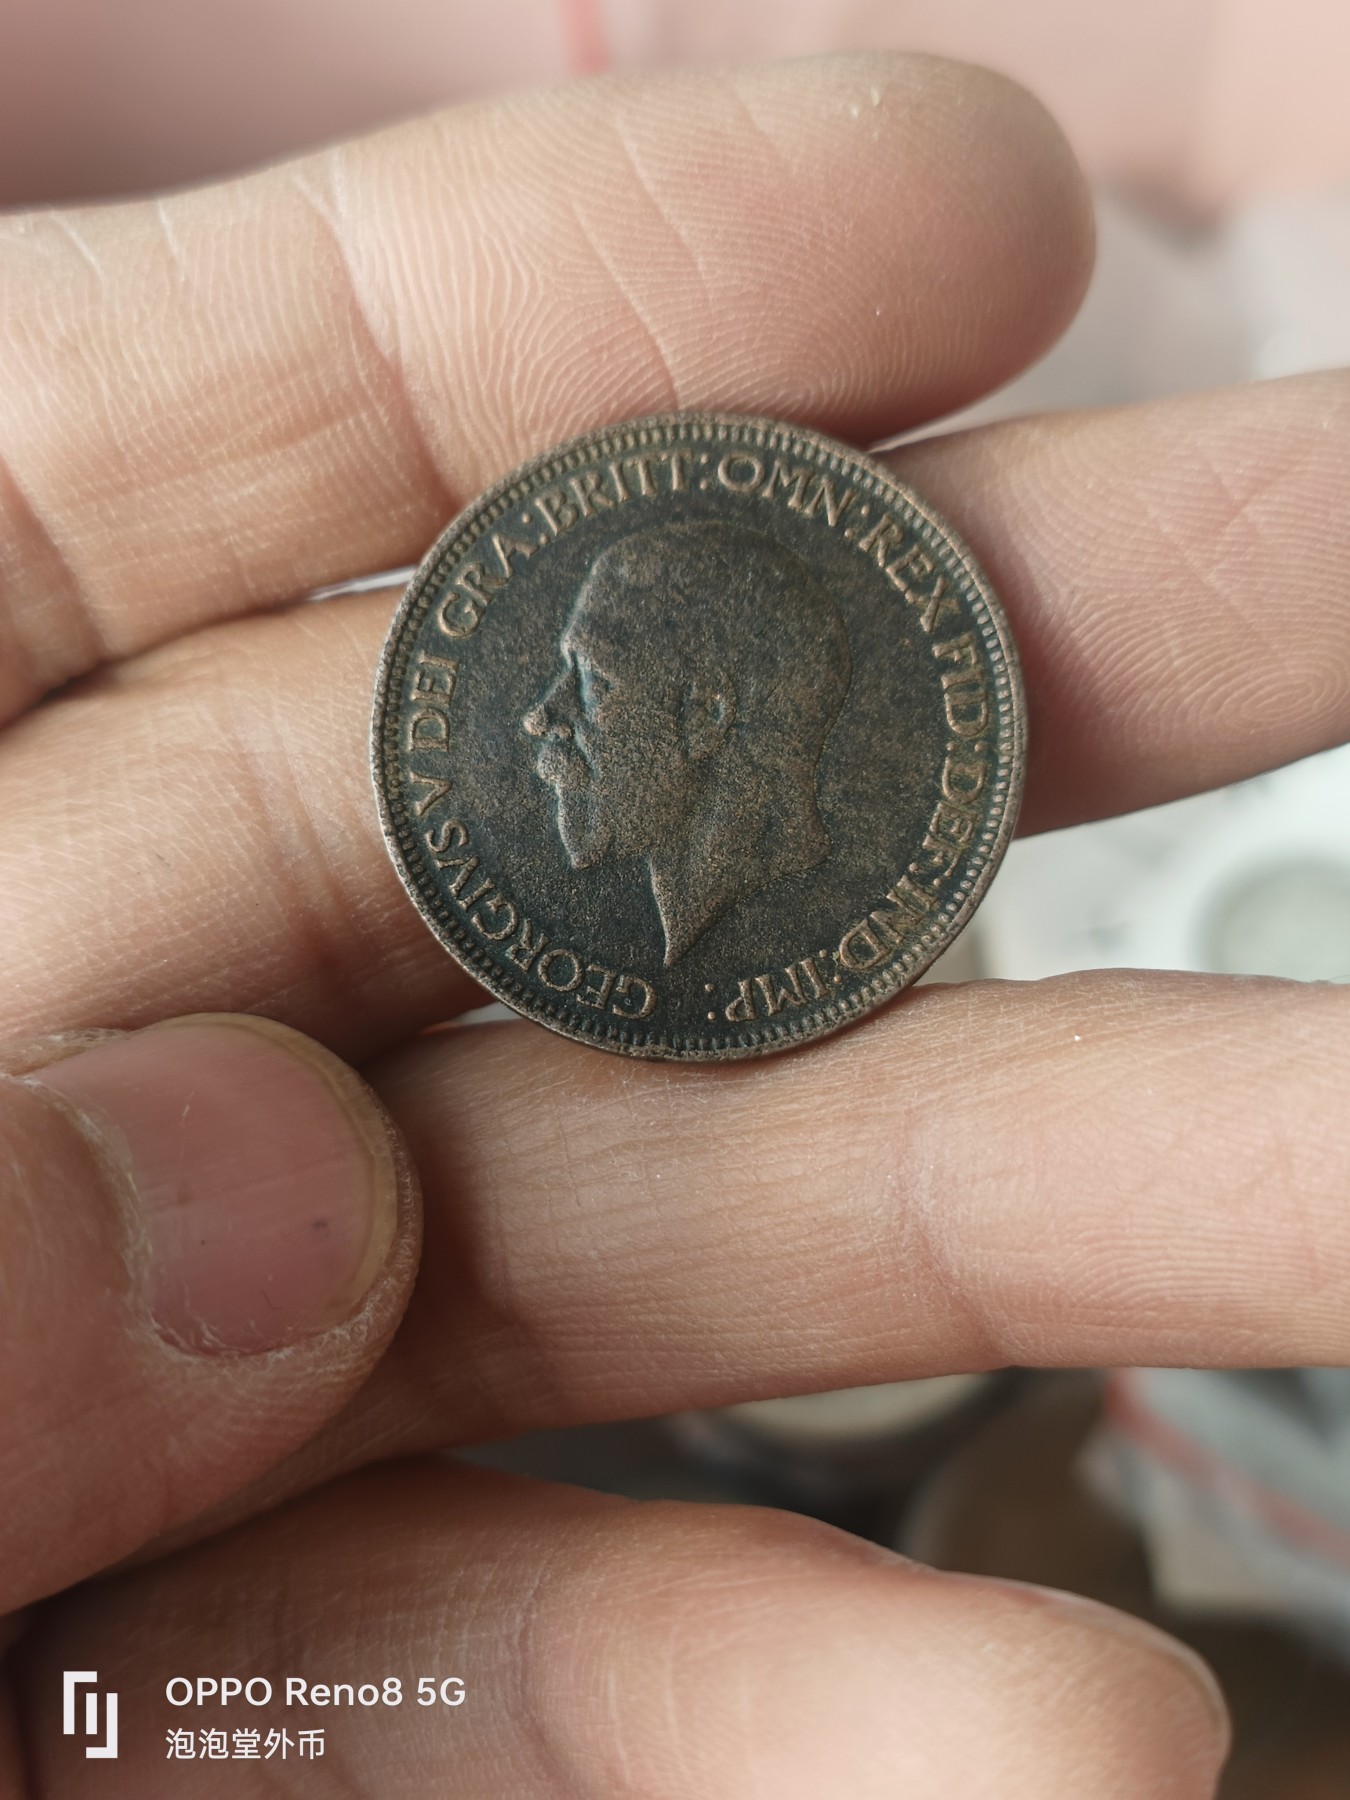 GEORGIVS V DEI GRA:BRITT:OMN:REX FID:DEF:IND:IMP:
OPPO Reno8 5G
泡泡堂外币